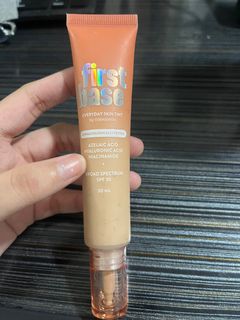 first
base
EVERYDAY SKIN TINT
AZELAIC ACID
HYALURONIC ACID
NIACINAMIDE
+
BROAD SPECTRUM
SPF 30
30 mL